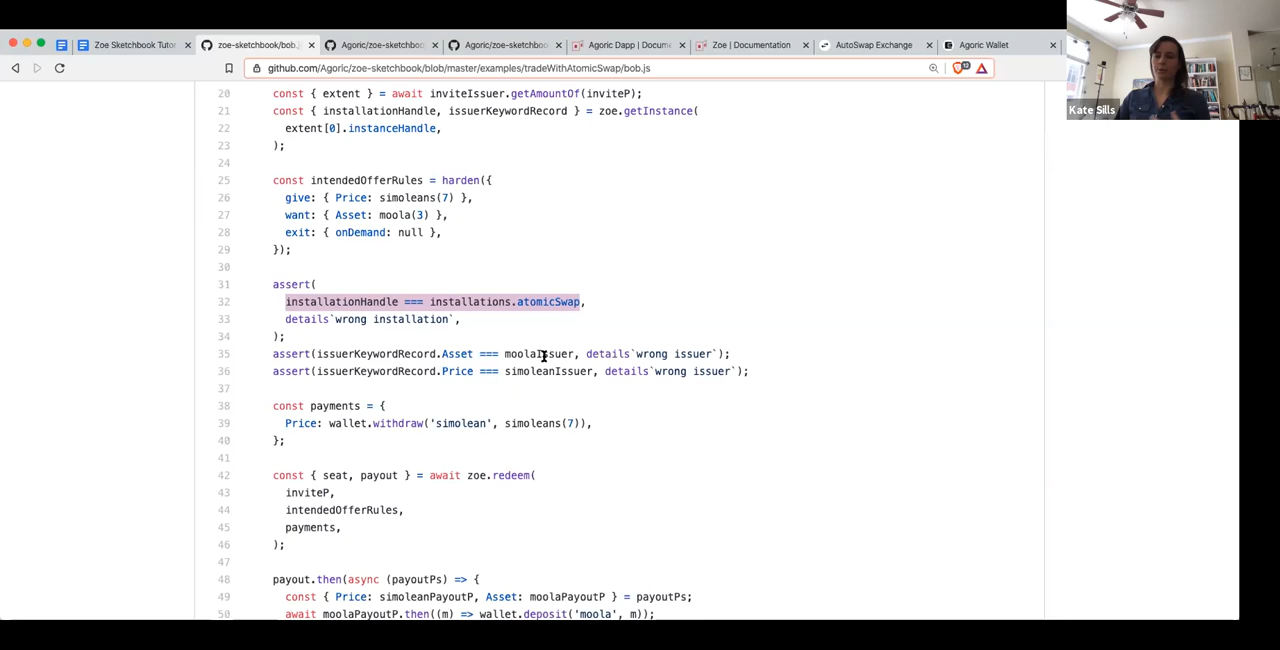 Zoe Sketchbook Tutor
zoe-sketchbook/bob.j
Agoric/zoe-sketchboo
Agoric/zoe-sketchboo
Agoric Dapp | Docume
Zoe | Documentation
AutoSwap Exchange
Agoric Wallet
github.com/Agoric/zoe-sketchbook/blob/master/examples/tradeWithAtomicSwap/bob.js
Kate Sills
20 const { extent } = await inviteIssuer.getAmountOf(inviteP);
21 const { installationHandle, issuerKeywordRecord } = zoe.getInstance(
22 extent[0].instanceHandle,
23 );
24
25 const intendedOfferRules = harden({
26 give: { Price: simoleans(7) },
27 want: { Asset: moola(3) },
28 exit: { onDemand: null },
29 });
30
31 assert(
32 installationHandle === installations.atomicSwap,
33 details`wrong installation`,
34 );
35 assert(issuerKeywordRecord.Asset === moolaIssuer, details`wrong issuer`);
36 assert(issuerKeywordRecord.Price === simoleanIssuer, details`wrong issuer`);
37
38 const payments = {
39 Price: wallet.withdraw('simolean', simoleans(7)),
40 };
41
42 const { seat, payout } = await zoe.redeem(
43 inviteP,
44 intendedOfferRules,
45 payments,
46 );
47
48 payout.then(async (payoutPs) => {
49 const { Price: simoleanPayoutP, Asset: moolaPayoutP } = payoutPs;
50 await moolaPayoutP.then((m) => wallet.deposit('moola', m));